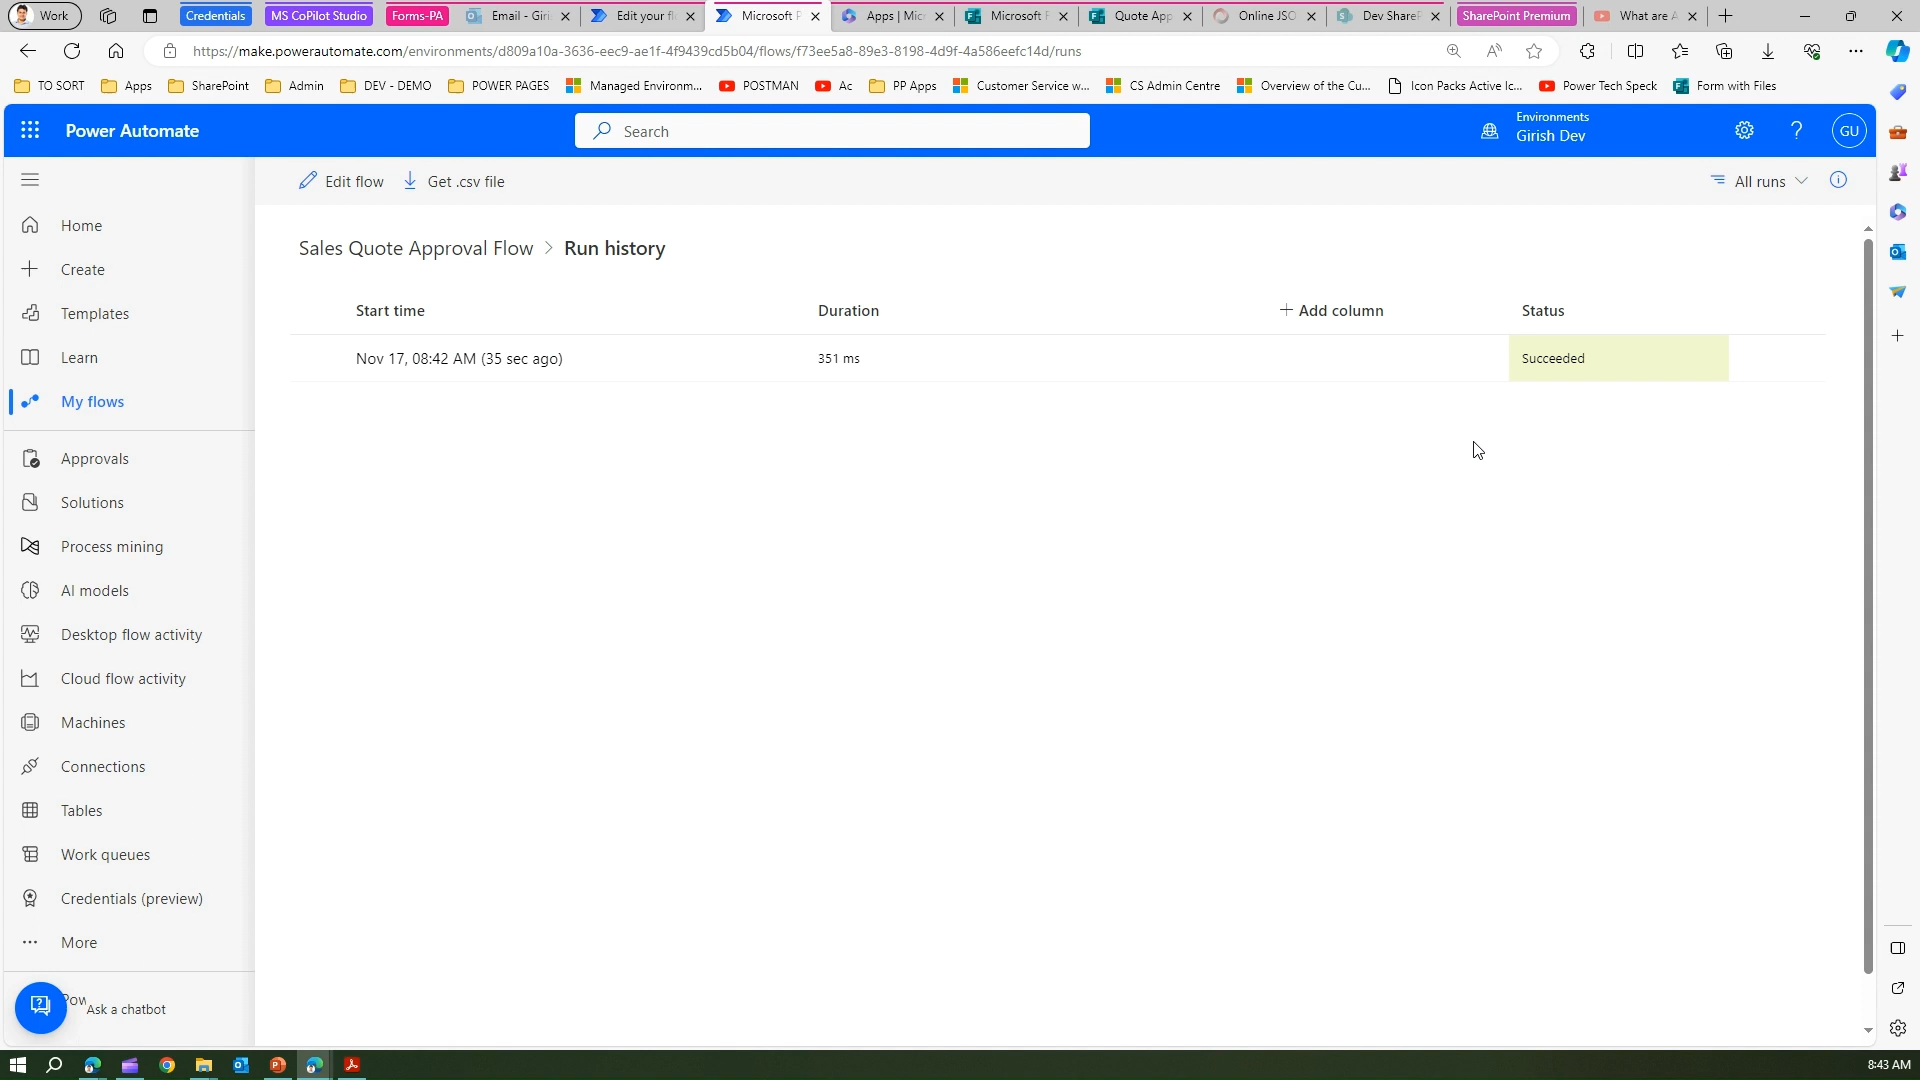 Work
Credentials
MS CoPilot Studio
Forms-PA
Email - Giri
Edit your fl
Microsoft P
Apps | Mic
Microsoft F
Quote App
Online JSO
Dev ShareP
SharePoint Premium
What are A
https://make.powerautomate.com/environments/d809a10a-3636-eec9-ae1f-4f9439cd5b04/flows/f73ee5a8-89e3-8198-4d9f-4a586eefc14d/runs
TO SORT
Apps
SharePoint
Admin
DEV - DEMO
POWER PAGES
Managed Environm...
POSTMAN
Ac
PP Apps
Customer Service w...
CS Admin Centre
Overview of the Cu...
Icon Packs Active Ic...
Power Tech Speck
Form with Files
Power Automate
Search
Environments
Girish Dev
GU
Edit flow
Get .csv file
All runs
Home
Create
Templates
Learn
My flows
Approvals
Solutions
Process mining
AI models
Desktop flow activity
Cloud flow activity
Machines
Connections
Tables
Work queues
Credentials (preview)
More
Pow
Ask a chatbot
Sales Quote Approval Flow > Run history
Start time
Duration
Add column
Status
Nov 17, 08:42 AM (35 sec ago)
351 ms
Succeeded
8:43 AM